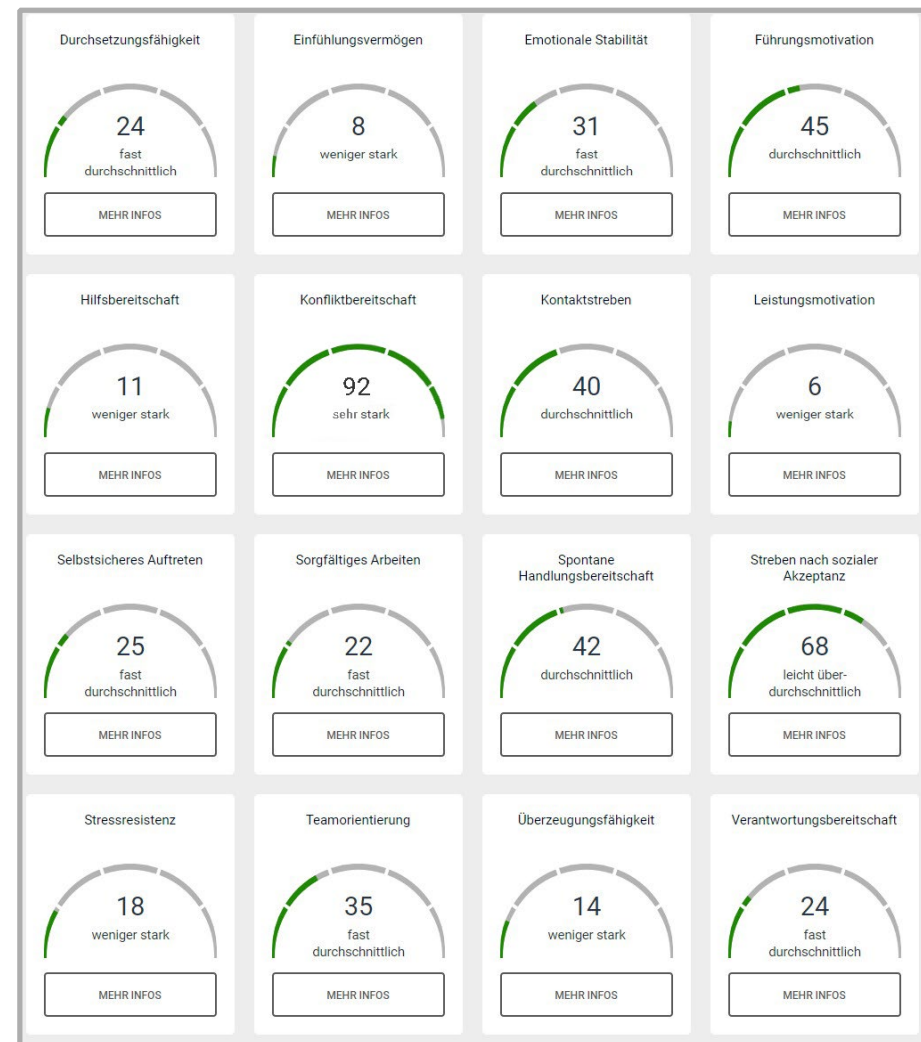 Durchsetzungsfähigkeit
24
fast
durchschnittlich
MEHR INFOS
Einfühlungsvermögen
8
weniger stark
MEHR INFOS
Emotionale Stabilität
31
fast
durchschnittlich
MEHR INFOS
Führungsmotivation
45
durchschnittlich
MEHR INFOS
Hilfsbereitschaft
11
weniger stark
MEHR INFOS
Konfliktbereitschaft
92
sehr stark
MEHR INFOS
Kontaktstreben
40
durchschnittlich
MEHR INFOS
Leistungsmotivation
6
weniger stark
MEHR INFOS
Selbstsicheres Auftreten
25
fast
durchschnittlich
MEHR INFOS
Sorgfältiges Arbeiten
22
fast
durchschnittlich
MEHR INFOS
Spontane
Handlungsbereitschaft
42
durchschnittlich
MEHR INFOS
Streben nach sozialer
Akzeptanz
68
leicht über-
durchschnittlich
MEHR INFOS
Stressresistenz
18
weniger stark
MEHR INFOS
Teamorientierung
35
fast
durchschnittlich
MEHR INFOS
Überzeugungsfähigkeit
14
weniger stark
MEHR INFOS
Verantwortungsbereitschaft
24
fast
durchschnittlich
MEHR INFOS